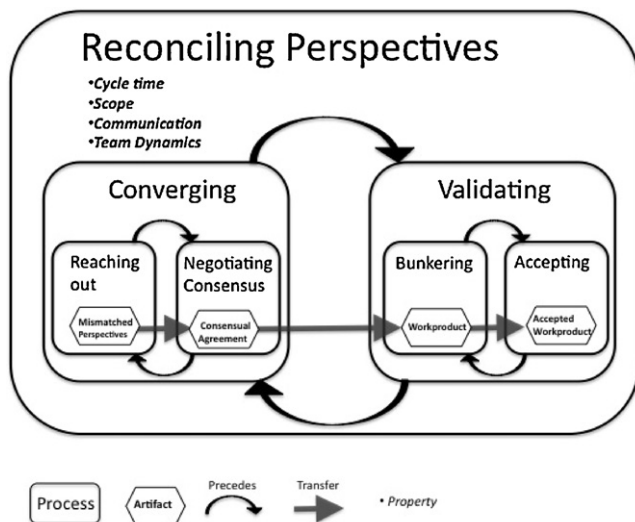 Reconciling Perspectives
•Cycle time
•Scope
•Communication
•Team Dynamics
Converging
Validating
Reaching
out
Negotiating
Consensus
Bunkering
Accepting
Mismatched
Perspectives
Consensual
Agreement
Workproduct
Accepted
Workproduct
Process
Artifact
Precedes
Transfer
• Property